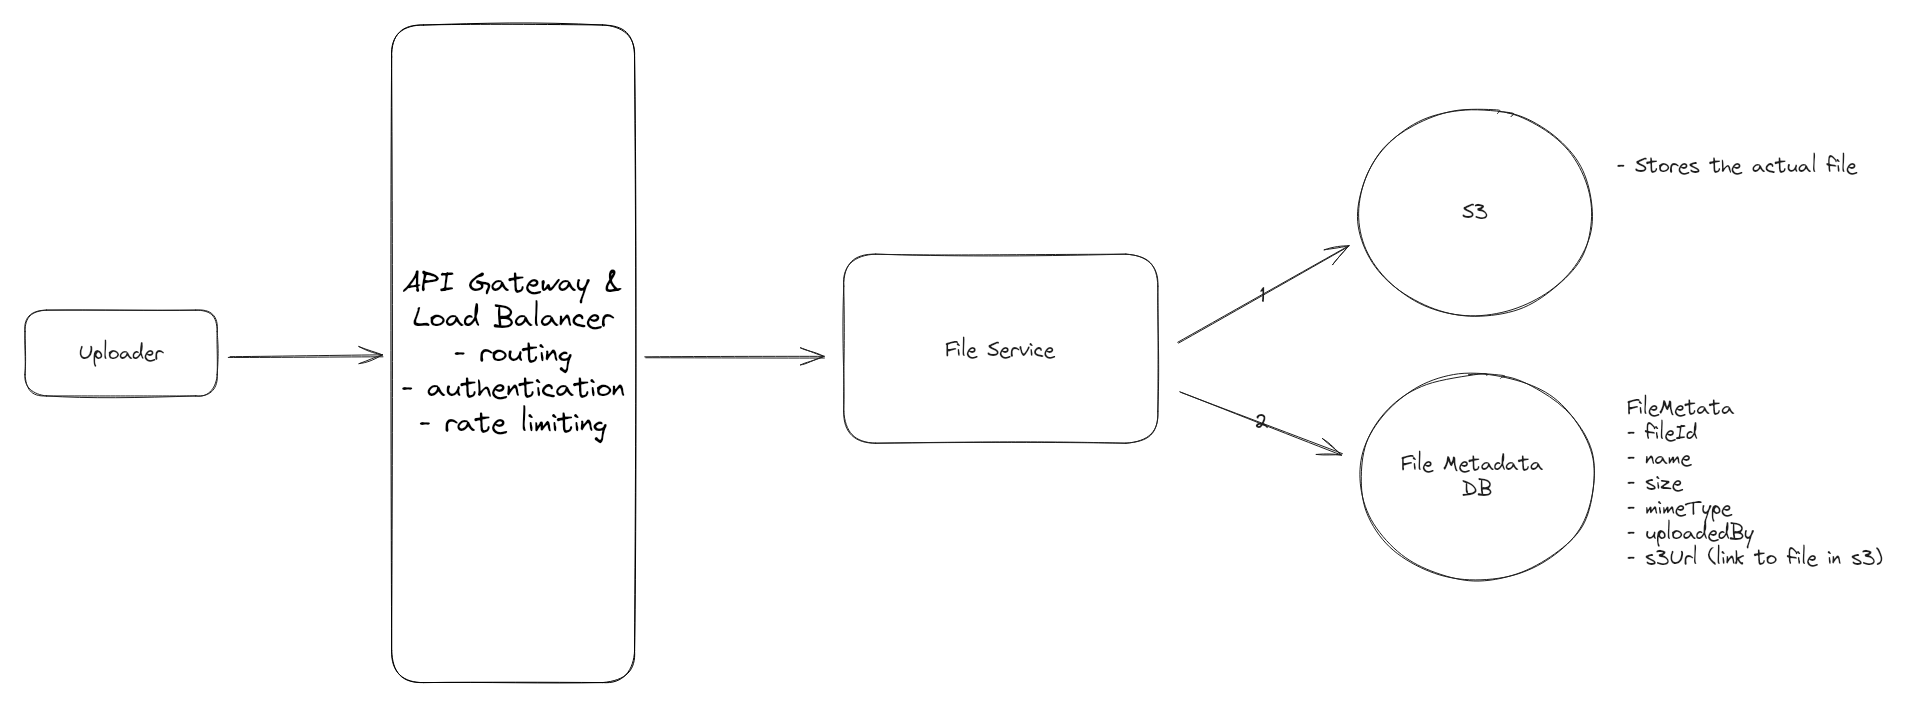 Uploader
API Gateway &
Load Balancer
- routing
- authentication
- rate limiting
File Service
1
2
S3
- Stores the actual file
File Metadata
DB
FileMetata
- fileId
- name
- size
- mimeType
- uploadedBy
- s3Url (link to file in s3)